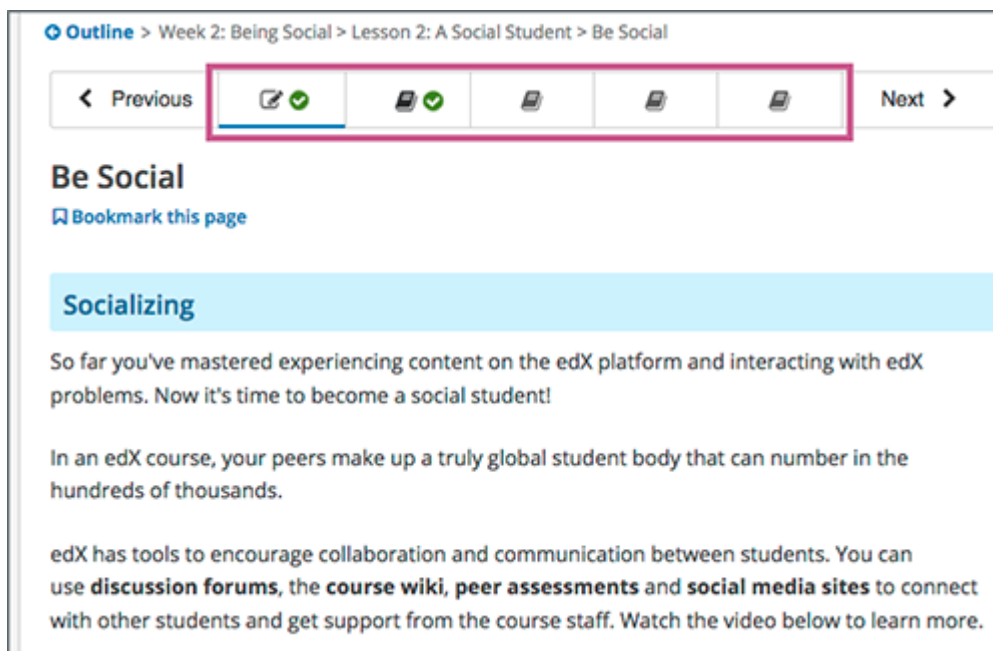 Outline > Week 2: Being Social > Lesson 2: A Social Student > Be Social
Previous Next
Be Social
Bookmark this page
Socializing
So far you've mastered experiencing content on the edX platform and interacting with edX
problems. Now it's time to become a social student!
In an edX course, your peers make up a truly global student body that can number in the
hundreds of thousands.
edX has tools to encourage collaboration and communication between students. You can
use discussion forums, the course wiki, peer assessments and social media sites to connect
with other students and get support from the course staff. Watch the video below to learn more.